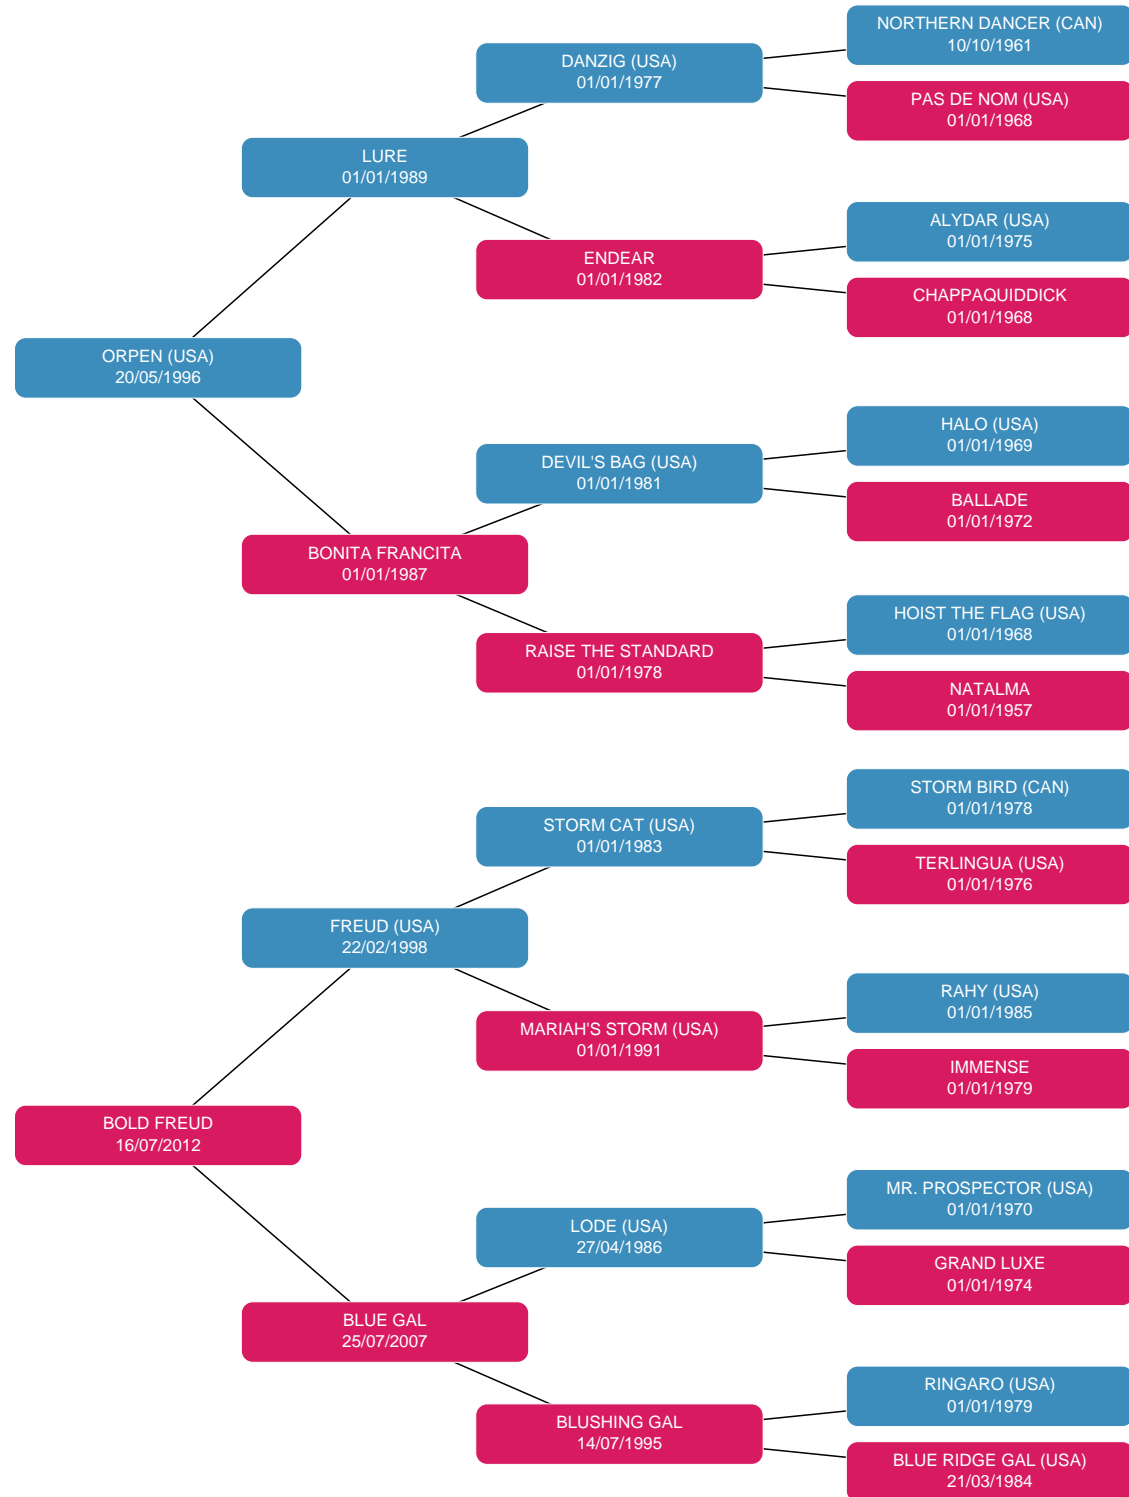 NORTHERN DANCER (CAN)
10/10/1961
DANZIG (USA)
01/01/1977
PAS DE NOM (USA)
01/01/1968
LURE
01/01/1989
ALYDAR (USA)
01/01/1975
ENDEAR
01/01/1982
CHAPPAQUIDDICK
01/01/1968
ORPEN (USA)
20/05/1996
HALO (USA)
01/01/1969
DEVIL'S BAG (USA)
01/01/1981
BALLADE
01/01/1972
BONITA FRANCITA
01/01/1987
HOIST THE FLAG (USA)
01/01/1968
RAISE THE STANDARD
01/01/1978
NATALMA
01/01/1957
STORM BIRD (CAN)
01/01/1978
STORM CAT (USA)
01/01/1983
TERLINGUA (USA)
01/01/1976
FREUD (USA)
22/02/1998
RAHY (USA)
01/01/1985
MARIAH'S STORM (USA)
01/01/1991
IMMENSE
01/01/1979
BOLD FREUD
16/07/2012
MR. PROSPECTOR (USA)
01/01/1970
LODE (USA)
27/04/1986
GRAND LUXE
01/01/1974
BLUE GAL
25/07/2007
RINGARO (USA)
01/01/1979
BLUSHING GAL
14/07/1995
BLUE RIDGE GAL (USA)
21/03/1984